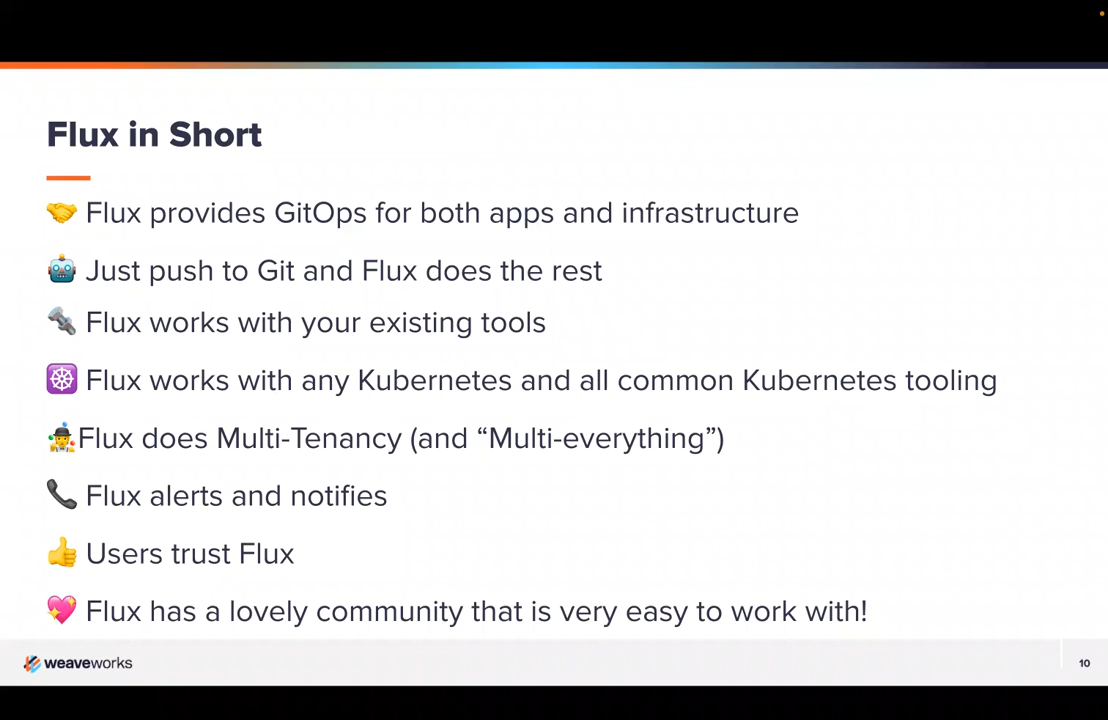 Flux in Short
🤝 Flux provides GitOps for both apps and infrastructure
🤖 Just push to Git and Flux does the rest
🔩 Flux works with your existing tools
☸️ Flux works with any Kubernetes and all common Kubernetes tooling
🤹Flux does Multi-Tenancy (and “Multi-everything”)
📞 Flux alerts and notifies
👍 Users trust Flux
💖 Flux has a lovely community that is very easy to work with!
weaveworks
10